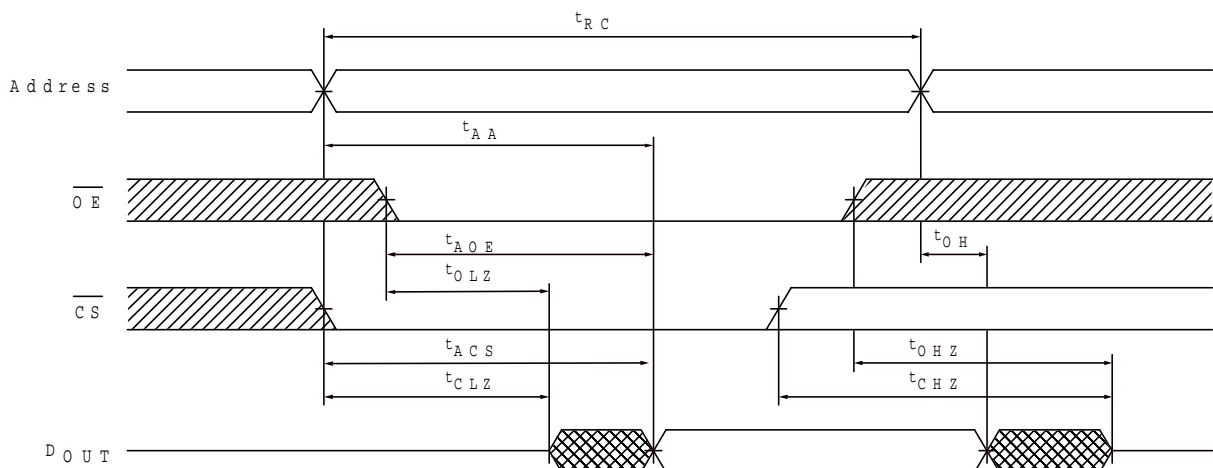 tRC
Address
tAA
OE
tAOE
tOH
tOLZ
CS
tACS
tOHZ
tCLZ
tCHZ
DOUT